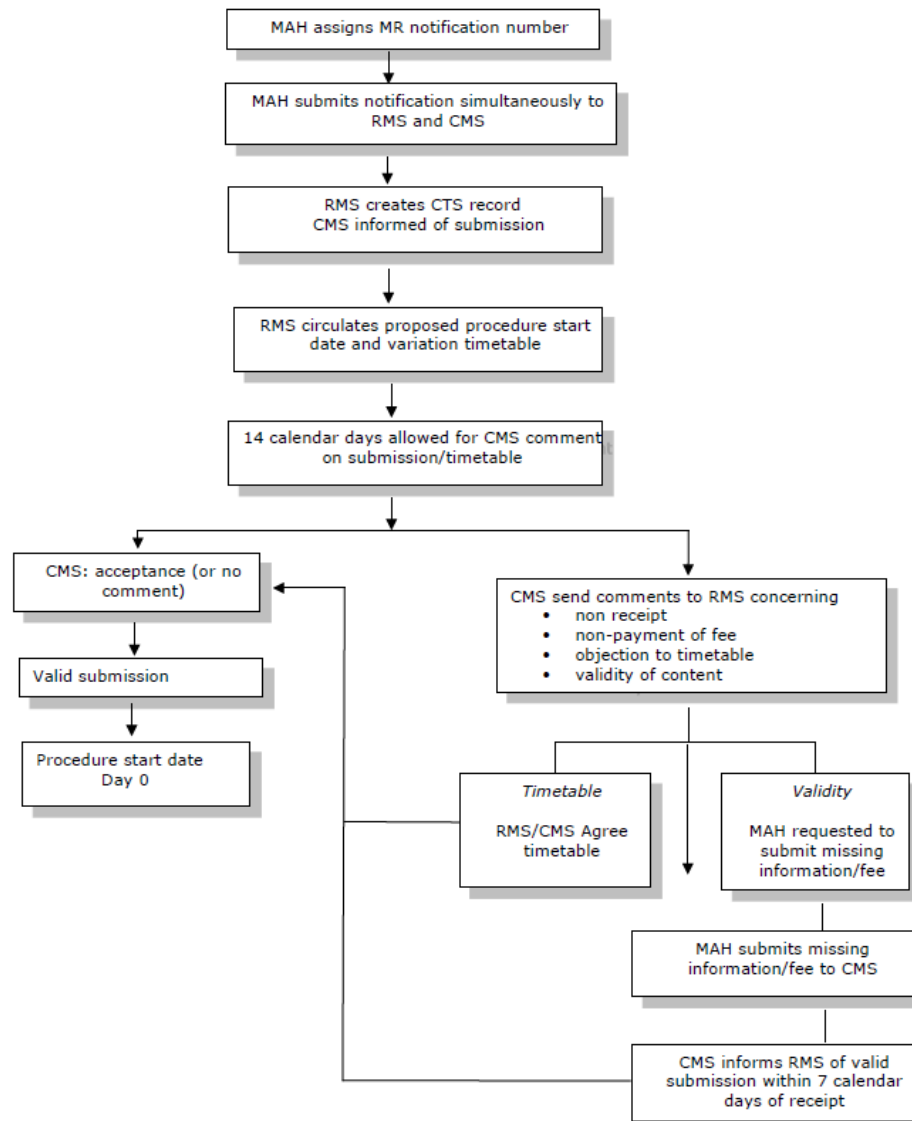 MAH assigns MR notification number
MAH submits notification simultaneously to
RMS and CMS
RMS creates CTS record
CMS informed of submission
RMS circulates proposed procedure start
date and variation timetable
14 calendar days allowed for CMS comment
on submission/timetable
CMS: acceptance (or no
comment)
Valid submission
Procedure start date
Day 0
CMS send comments to RMS concerning
• non receipt
• non-payment of fee
• objection to timetable
• validity of content
Timetable
RMS/CMS Agree
timetable
Validity
MAH requested to
submit missing
information/fee
MAH submits missing
information/fee to CMS
CMS informs RMS of valid
submission within 7 calendar
days of receipt